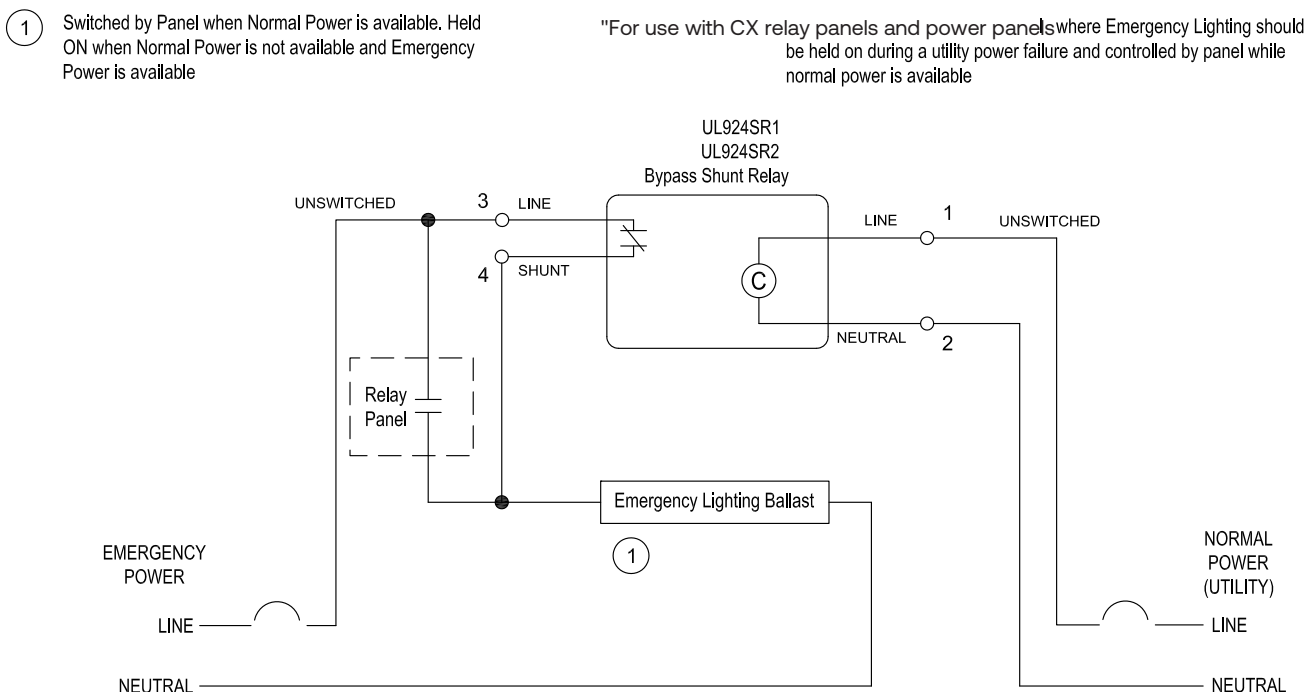 1
Switched by Panel when Normal Power is available. Held
ON when Normal Power is not available and Emergency
Power is available
"For use with CX relay panels and power panels where Emergency Lighting should
be held on during a utility power failure and controlled by panel while
normal power is available
UL924SR1
UL924SR2
Bypass Shunt Relay
UNSWITCHED
3
LINE
4
SHUNT
C
LINE
1
UNSWITCHED
NEUTRAL
2
Relay
Panel
Emergency Lighting Ballast
1
EMERGENCY
POWER
LINE
NEUTRAL
NORMAL
POWER
(UTILITY)
LINE
NEUTRAL